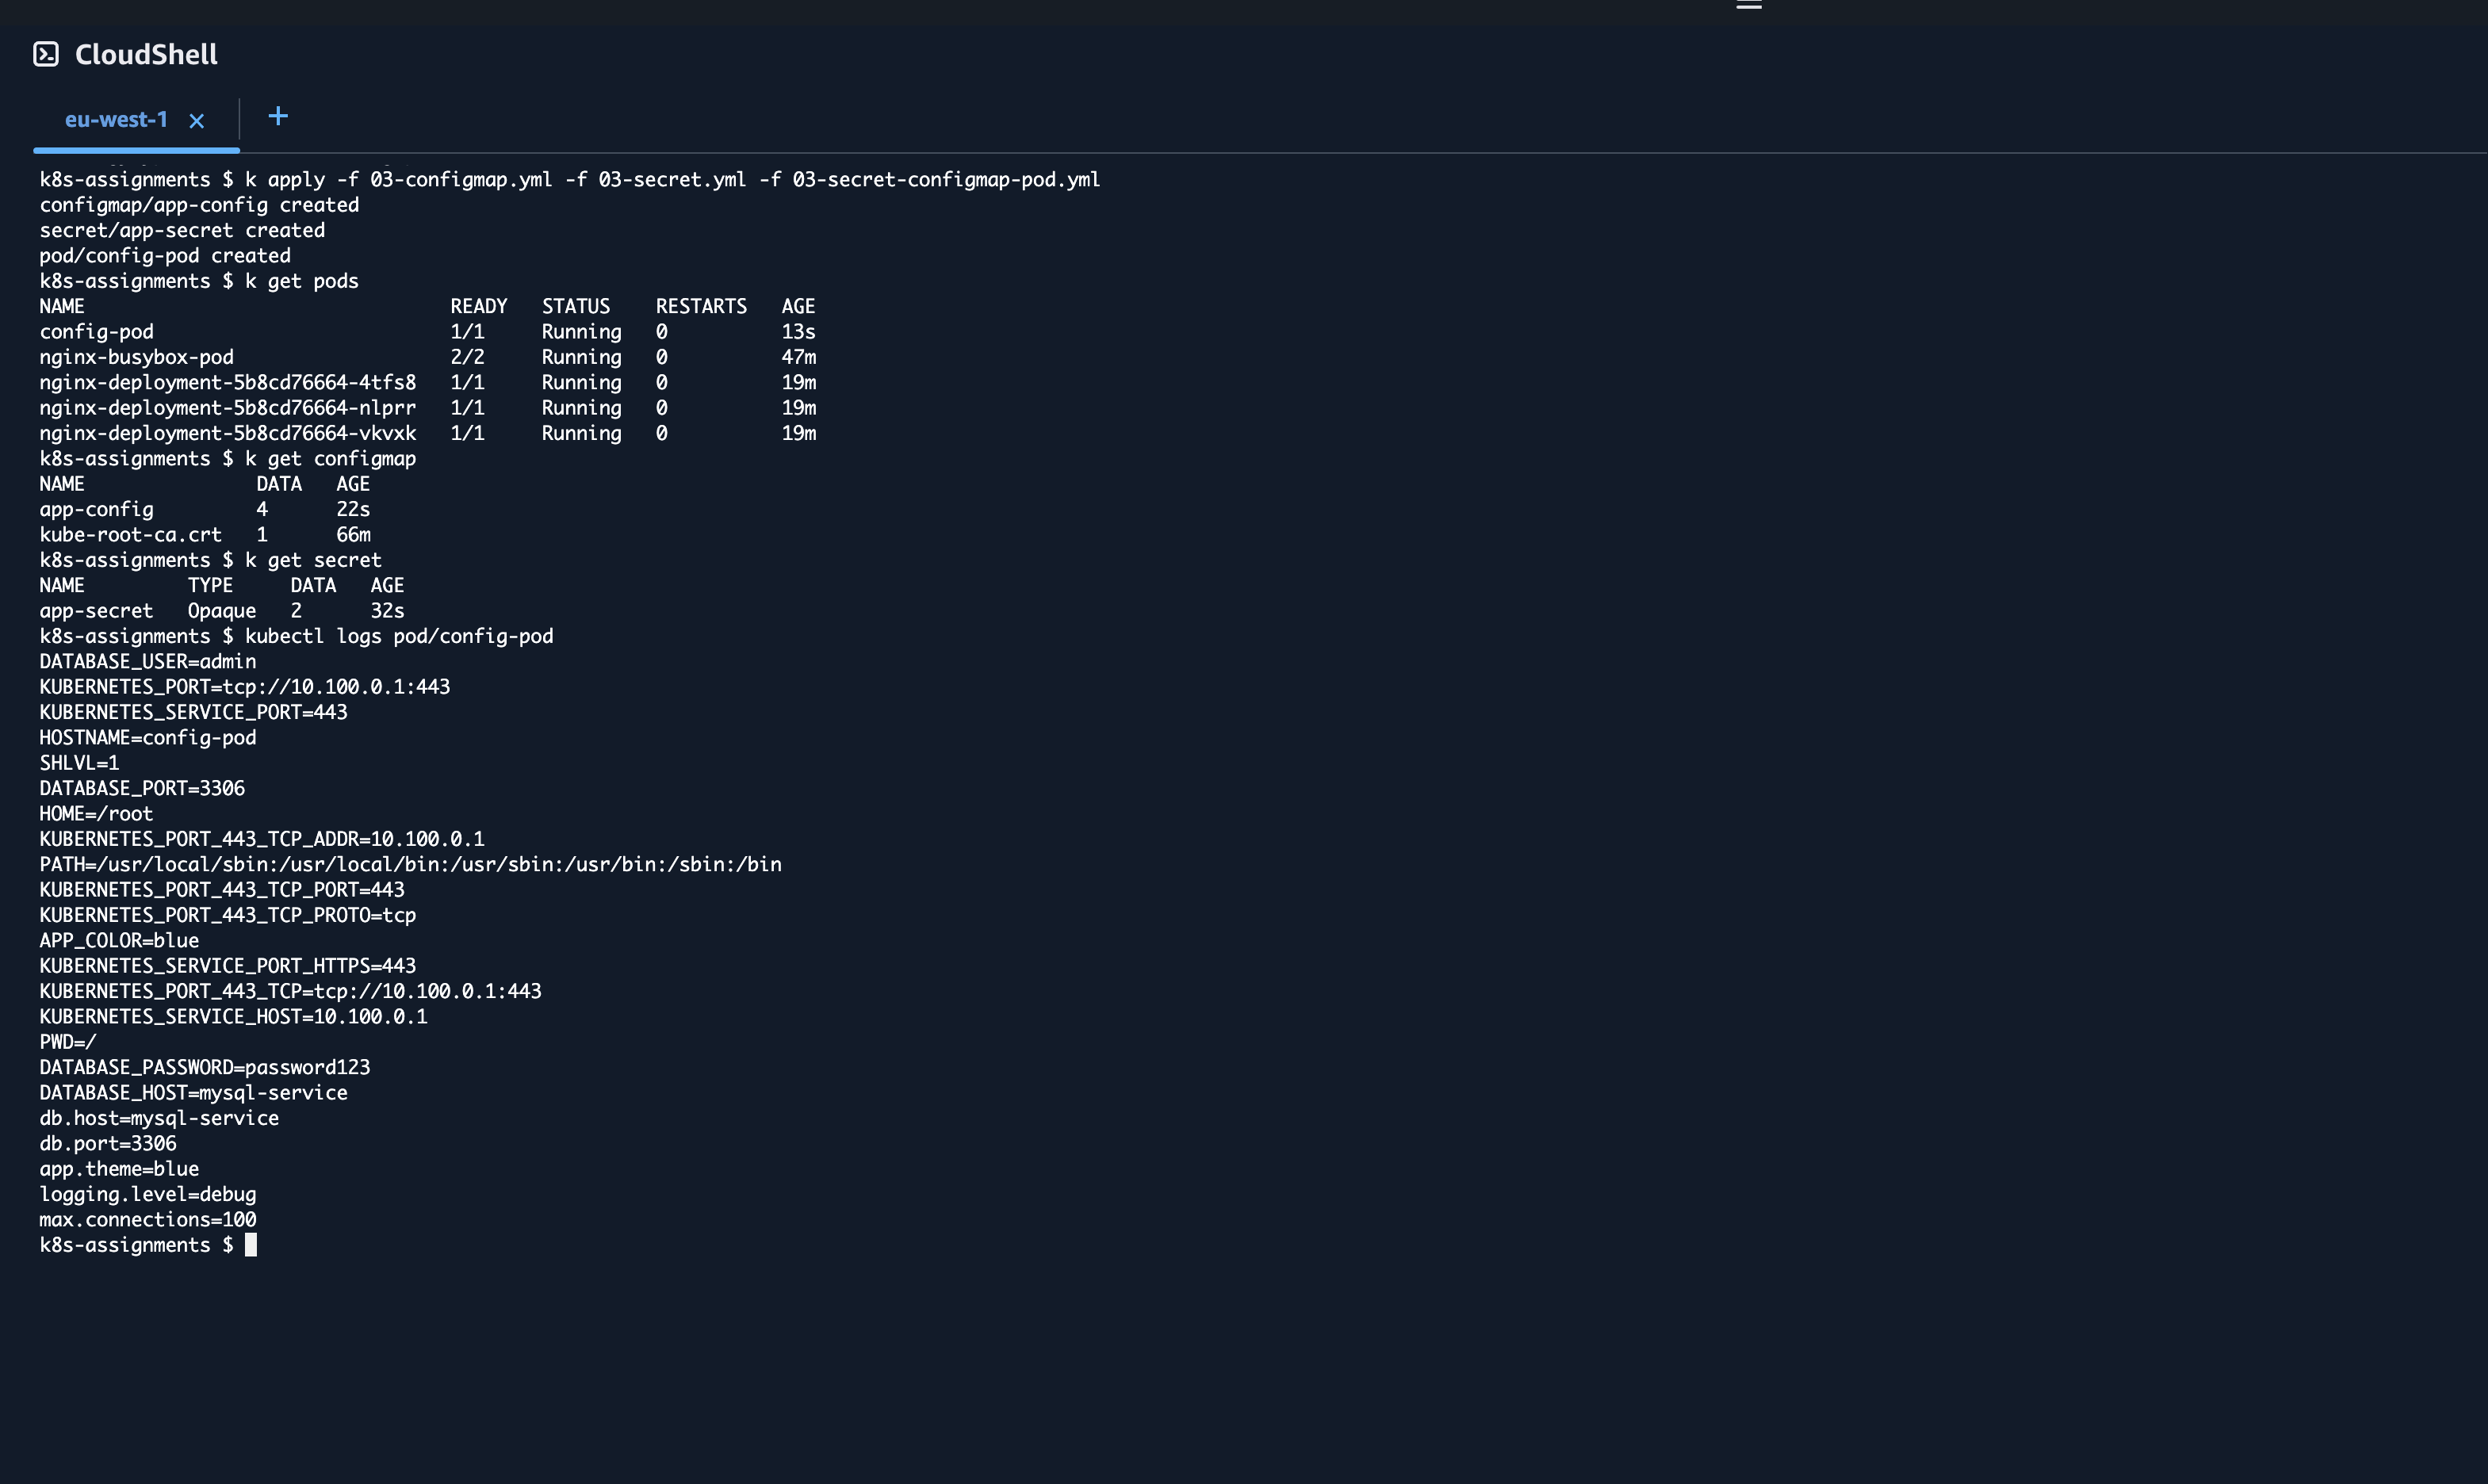 CloudShell
eu-west-1
k8s-assignments $ k apply -f 03-configmap.yml -f 03-secret.yml -f 03-secret-configmap-pod.yml
configmap/app-config created
secret/app-secret created
pod/config-pod created
k8s-assignments $ k get pods
NAME                                READY   STATUS    RESTARTS   AGE
config-pod                          1/1     Running   0          13s
nginx-busybox-pod                   2/2     Running   0          47m
nginx-deployment-5b8cd76664-4tfs8   1/1     Running   0          19m
nginx-deployment-5b8cd76664-nlprr   1/1     Running   0          19m
nginx-deployment-5b8cd76664-vkvxk   1/1     Running   0          19m
k8s-assignments $ k get configmap
NAME               DATA   AGE
app-config         4      22s
kube-root-ca.crt   1      66m
k8s-assignments $ k get secret
NAME         TYPE     DATA   AGE
app-secret   Opaque   2      32s
k8s-assignments $ kubectl logs pod/config-pod
DATABASE_USER=admin
KUBERNETES_PORT=tcp://10.100.0.1:443
KUBERNETES_SERVICE_PORT=443
HOSTNAME=config-pod
SHLVL=1
DATABASE_PORT=3306
HOME=/root
KUBERNETES_PORT_443_TCP_ADDR=10.100.0.1
PATH=/usr/local/sbin:/usr/local/bin:/usr/sbin:/usr/bin:/sbin:/bin
KUBERNETES_PORT_443_TCP_PORT=443
KUBERNETES_PORT_443_TCP_PROTO=tcp
APP_COLOR=blue
KUBERNETES_SERVICE_PORT_HTTPS=443
KUBERNETES_PORT_443_TCP=tcp://10.100.0.1:443
KUBERNETES_SERVICE_HOST=10.100.0.1
PWD=/
DATABASE_PASSWORD=password123
DATABASE_HOST=mysql-service
db.host=mysql-service
db.port=3306
app.theme=blue
logging.level=debug
max.connections=100
k8s-assignments $